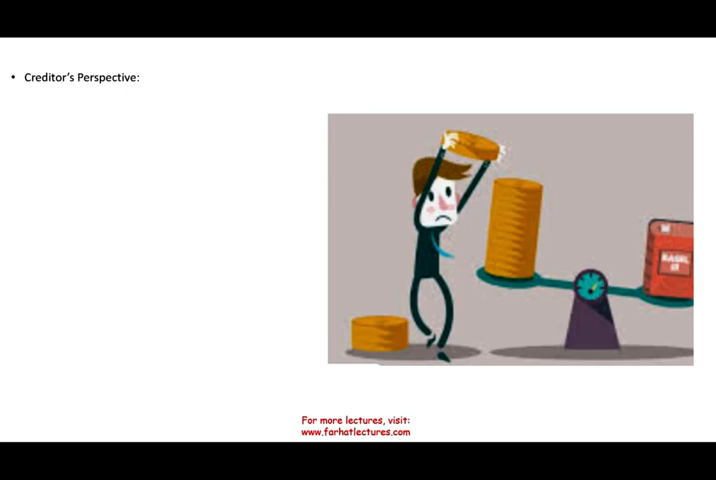 • Creditor's Perspective:
BASEL
III
For more lectures, visit:
www.farhatlectures.com